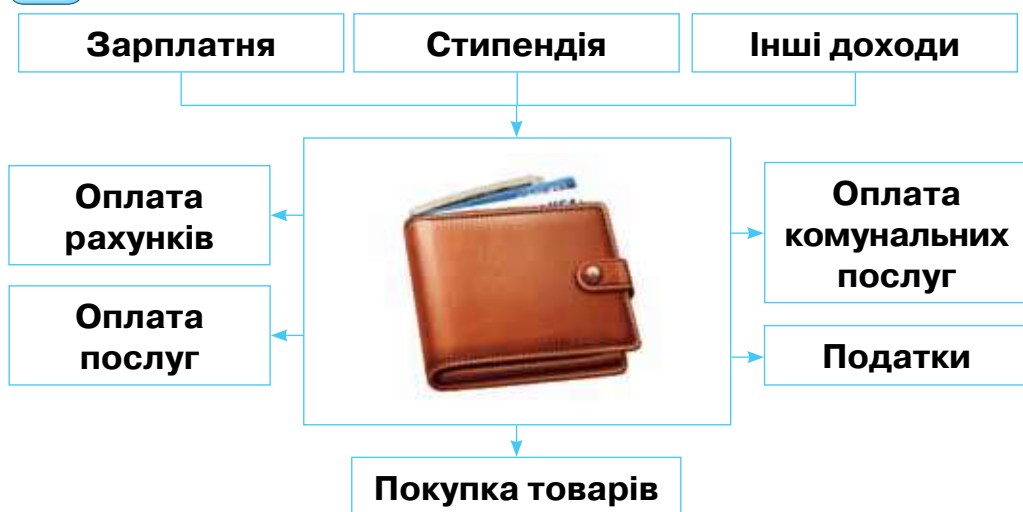 Зарплатня
Стипендія
Інші доходи
Оплата
рахунків
Оплата
комунальних
послуг
Оплата
послуг
Податки
Покупка товарів